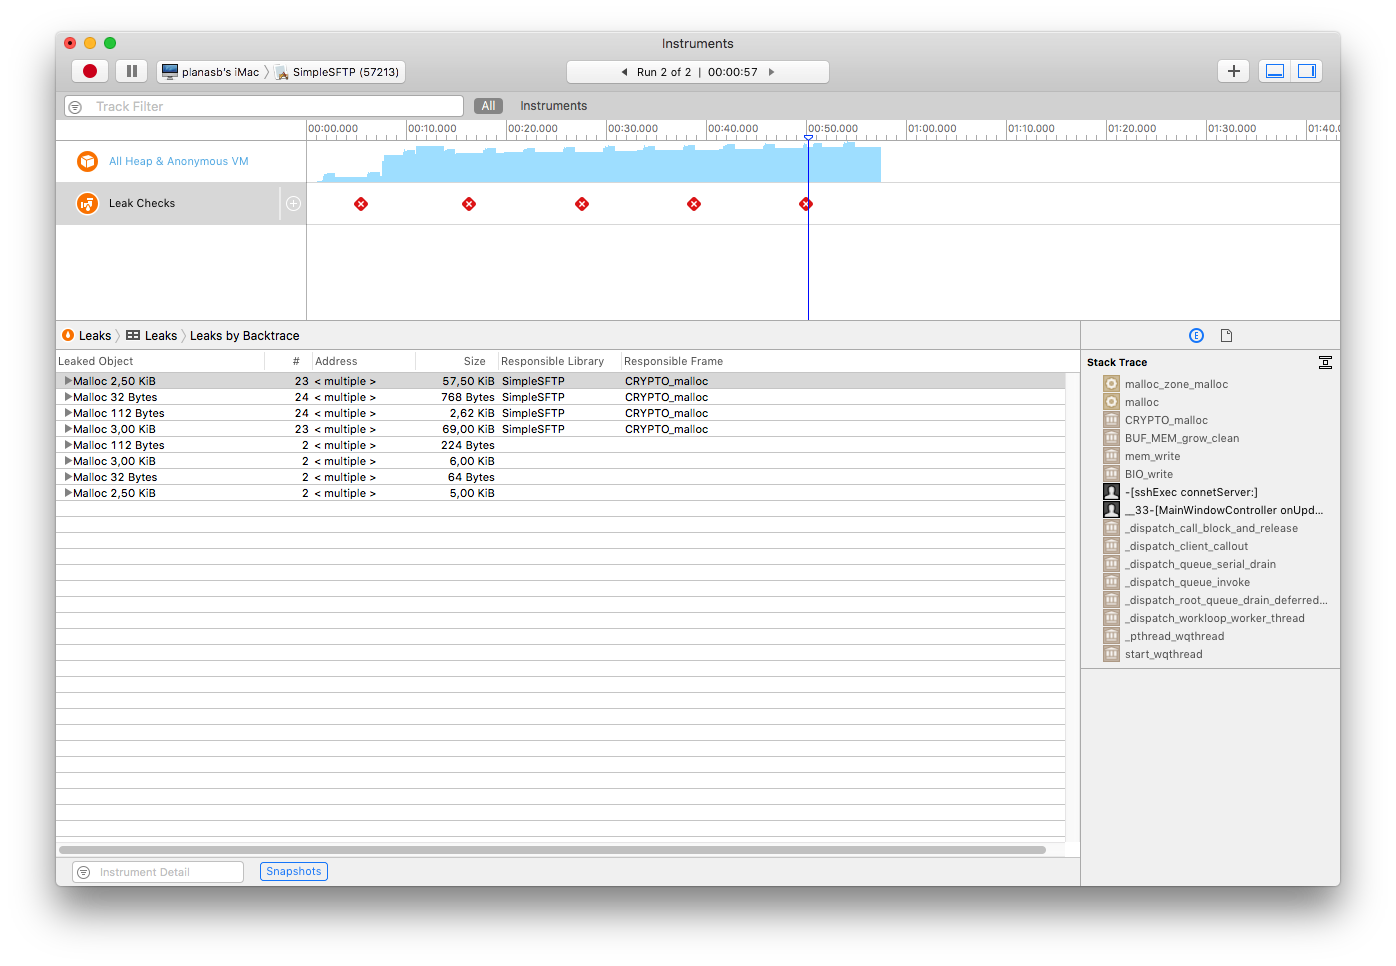 Instruments
planasb's iMac 〉 SimpleSFTP (57213)
Run 2 of 2 | 00:00:57
Track Filter
All Instruments
00:00.000 00:10.000 00:20.000 00:30.000 00:40.000 00:50.000 01:00.000 01:10.000 01:20.000 01:30.000 01:40.0
All Heap & Anonymous VM
Leak Checks
Leaks 〉 Leaks 〉 Leaks by Backtrace
Leaked Object # Address Size Responsible Library Responsible Frame
Malloc 2,50 KiB 23 < multiple > 57,50 KiB SimpleSFTP CRYPTO_malloc
Malloc 32 Bytes 24 < multiple > 768 Bytes SimpleSFTP CRYPTO_malloc
Malloc 112 Bytes 24 < multiple > 2,62 KiB SimpleSFTP CRYPTO_malloc
Malloc 3,00 KiB 23 < multiple > 69,00 KiB SimpleSFTP CRYPTO_malloc
Malloc 112 Bytes 2 < multiple > 224 Bytes
Malloc 3,00 KiB 2 < multiple > 6,00 KiB
Malloc 32 Bytes 2 < multiple > 64 Bytes
Malloc 2,50 KiB 2 < multiple > 5,00 KiB
Instrument Detail
Snapshots
E
Stack Trace
malloc_zone_malloc
malloc
CRYPTO_malloc
BUF_MEM_grow_clean
mem_write
BIO_write
-[sshExec connetServer:]
__33-[MainWindowController onUpd...
_dispatch_call_block_and_release
_dispatch_client_callout
_dispatch_queue_serial_drain
_dispatch_queue_invoke
_dispatch_root_queue_drain_deferred...
_dispatch_workloop_worker_thread
_pthread_wqthread
start_wqthread